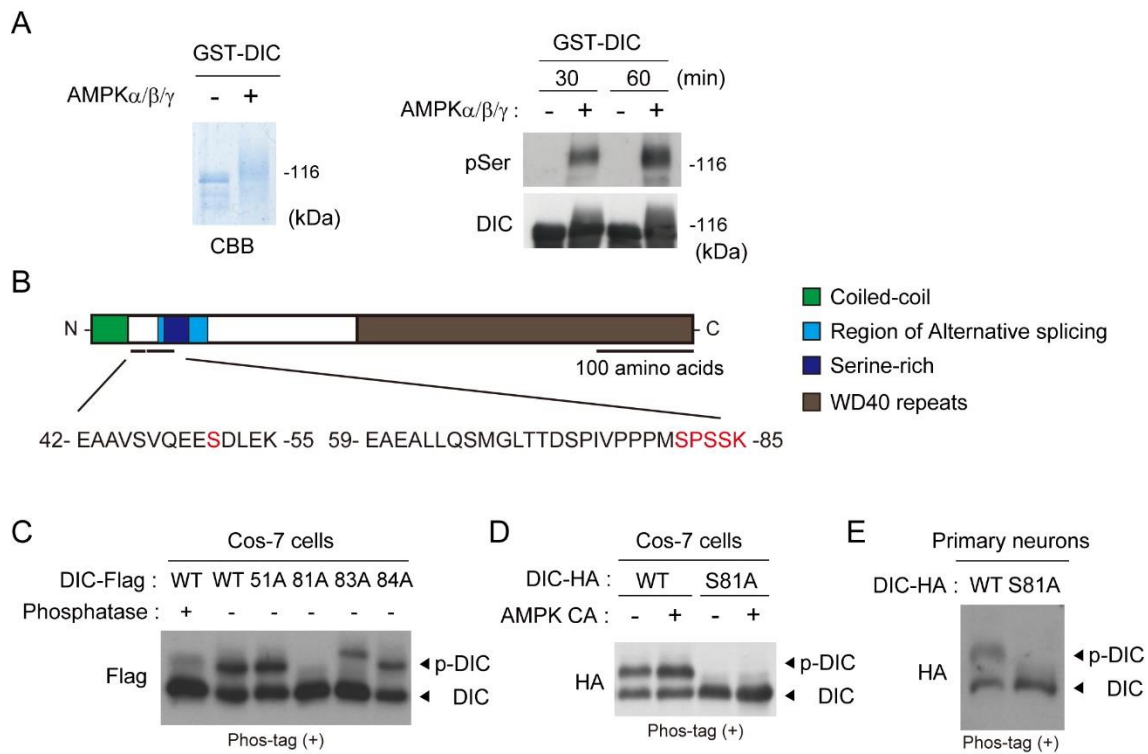 A
GST-DIC
AMPKα/β/γ - +
-116
(kDa)
CBB
GST-DIC
30 60 (min)
AMPKα/β/γ : - + - +
pSer
-116
DIC
-116
(kDa)
B
N
C
100 amino acids
Coiled-coil
Region of Alternative splicing
Serine-rich
WD40 repeats
42- EAAVSVQEESDLEK -55 59- EAEALLQSMGLTTDSPIVPPPMSPSSK -85
C
Cos-7 cells
DIC-Flag : WT WT 51A 81A 83A 84A
Phosphatase : + - - - - -
Flag
p-DIC
DIC
Phos-tag (+)
D
Cos-7 cells
DIC-HA : WT S81A
AMPK CA : - + - +
HA
p-DIC
DIC
Phos-tag (+)
E
Primary neurons
DIC-HA : WT S81A
HA
p-DIC
DIC
Phos-tag (+)